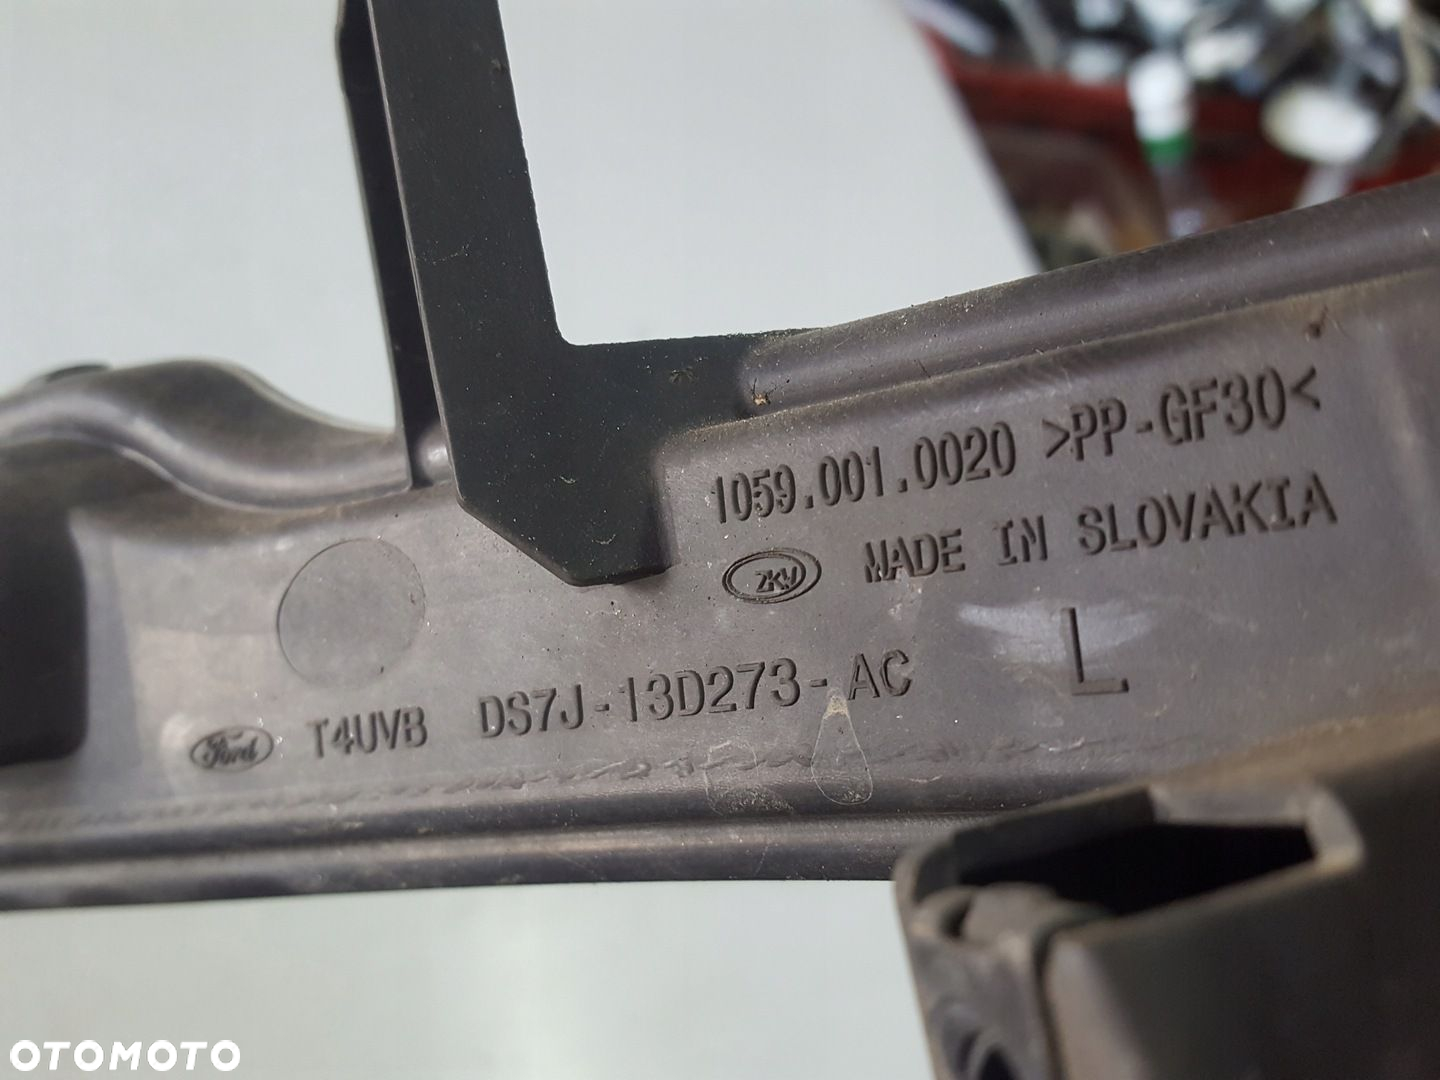 1059.001.0020 >PP-GF30<
ZKW MADE IN SLOVAKIA
L
Ford T4UVB DS7J-13D273-AC
OTOMOTO